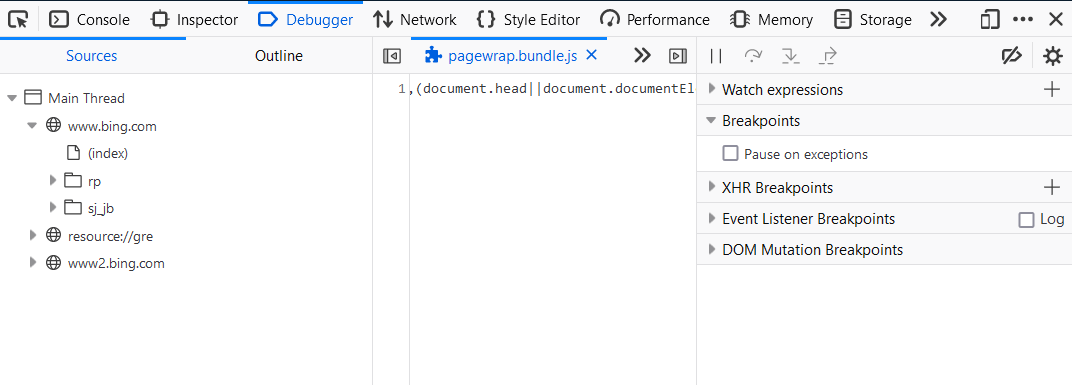 Console Inspector Debugger Network Style Editor Performance Memory Storage
Sources Outline
pagewrap.bundle.js
Main Thread
www.bing.com
(index)
rp
sj_jb
resource://gre
www2.bing.com
1 ,(document.head||document.documentEl
Watch expressions
Breakpoints
Pause on exceptions
XHR Breakpoints
Event Listener Breakpoints Log
DOM Mutation Breakpoints